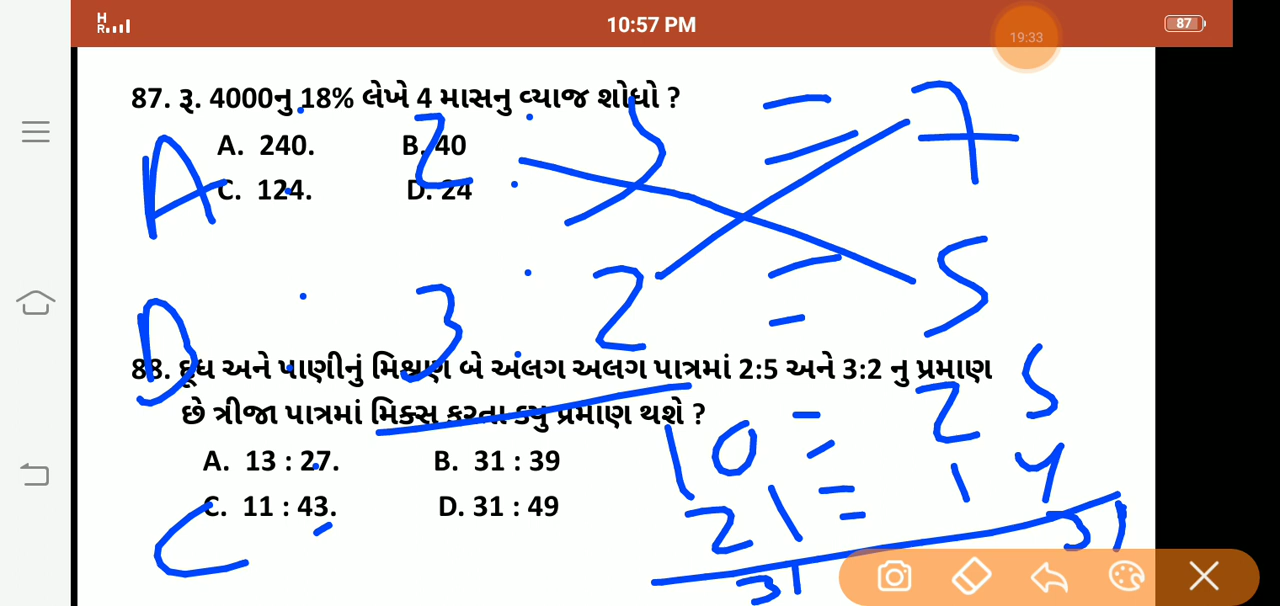 H
R
10:57 PM
19:33
87
87. રૂ. 4000નુ 18% લેખે 4 માસનુ વ્યાજ શોધો ?
A. 240. B. 40
C. 124. D. 24
A : 2 : 3 = 7
B : 3 : 2 = 5
88. દૂધ અને પાણીનું મિશ્રણ બે અલગ અલગ પાત્રમાં 2:5 અને 3:2 નુ પ્રમાણ
છે ત્રીજા પાત્રમાં મિક્સ કરતા કયુ પ્રમાણ થશે ?
A. 13 : 27. B. 31 : 39
C. 11 : 43. D. 31 : 49
C :
10 = 25
21 = 14
31 39